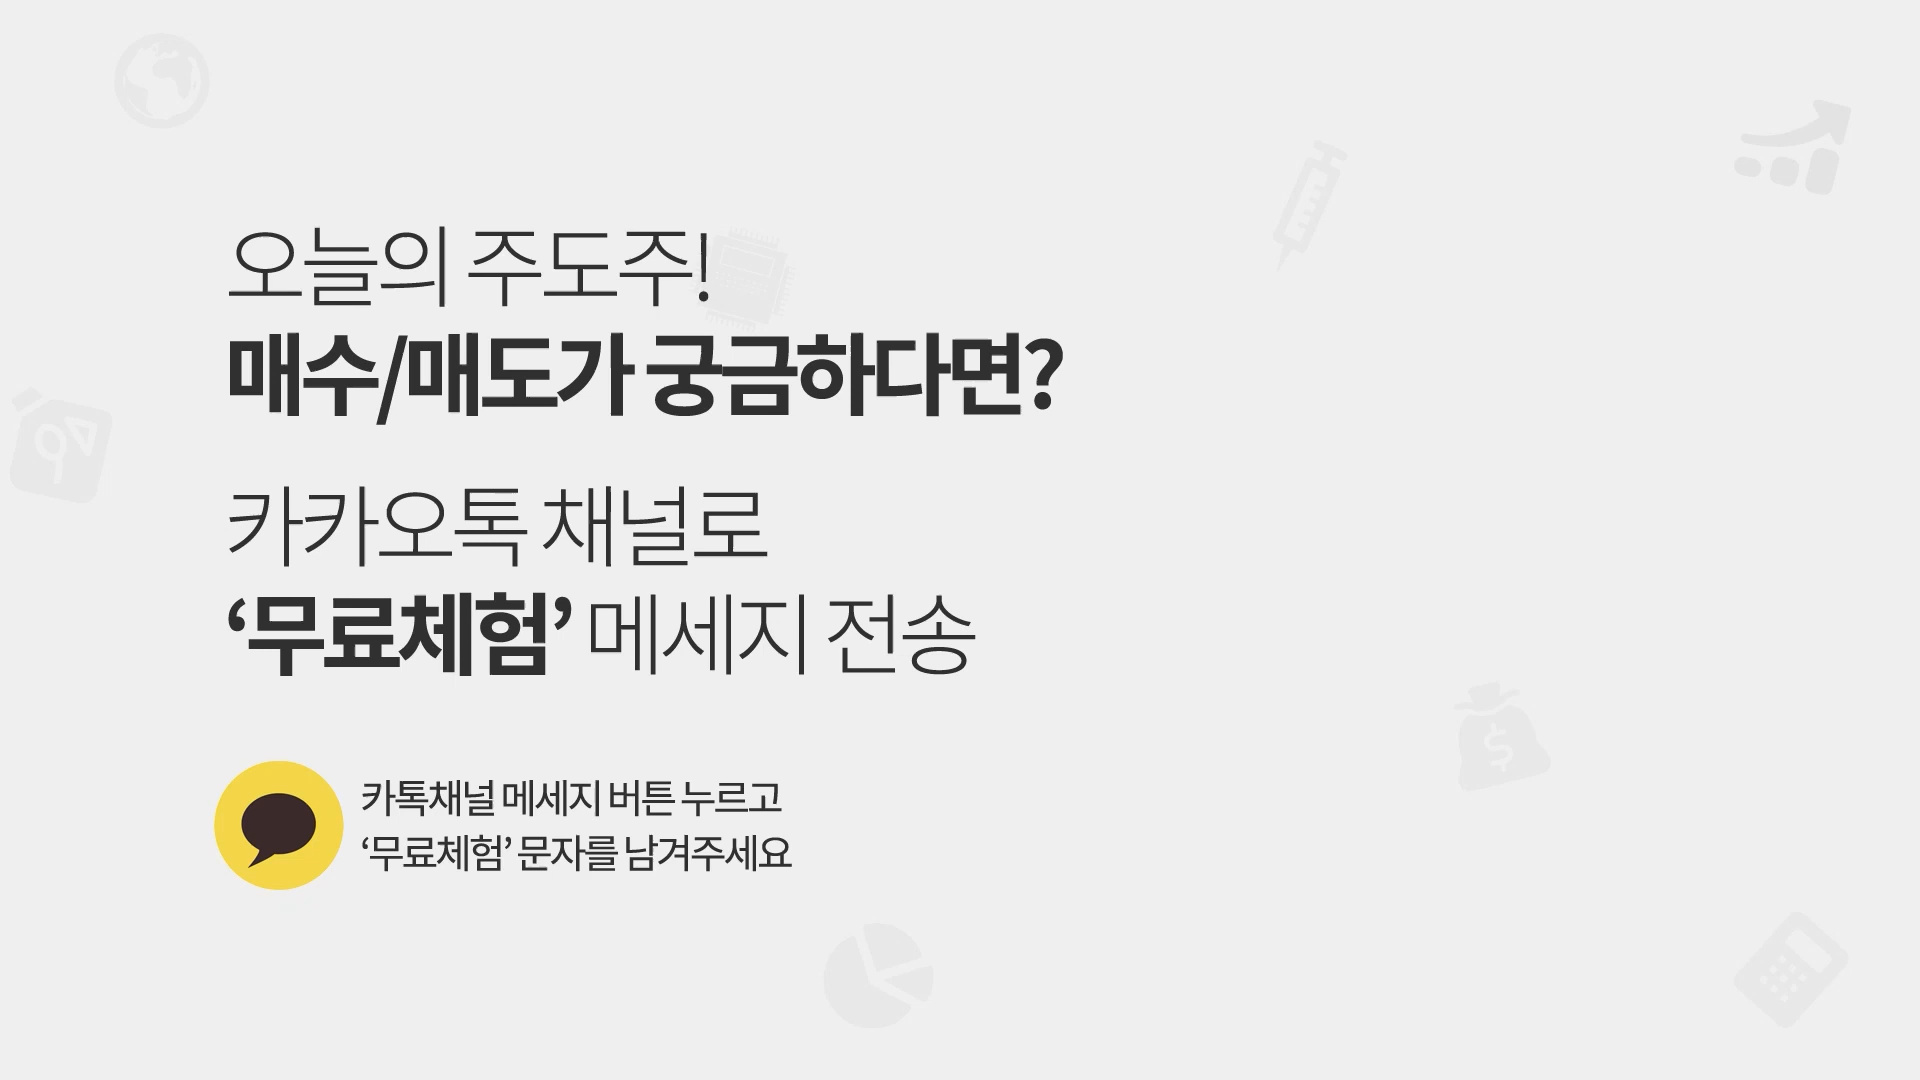 오늘의 주도주!
매수/매도가 궁금하다면?
카카오톡 채널로
‘무료체험’ 메세지 전송
카톡채널 메세지 버튼 누르고
‘무료체험’ 문자를 남겨주세요